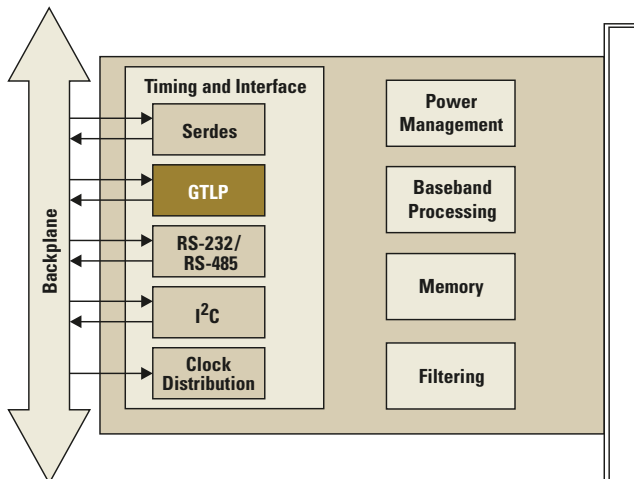 Backplane
Timing and Interface
Serdes
GTLP
RS-232/
RS-485
I²C
Clock
Distribution
Power
Management
Baseband
Processing
Memory
Filtering